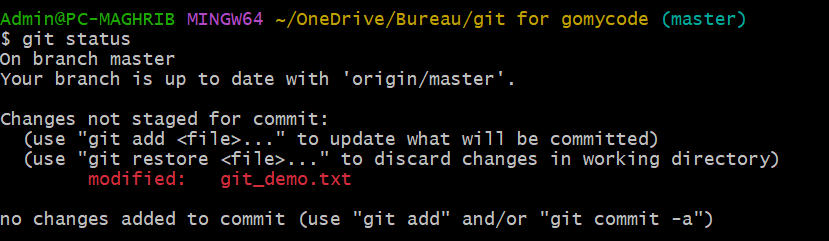 Admin@PC-MAGHRIB MINGW64 ~/OneDrive/Bureau/git for gomycode (master)
$ git status
On branch master
Your branch is up to date with 'origin/master'.

Changes not staged for commit:
  (use "git add <file>..." to update what will be committed)
  (use "git restore <file>..." to discard changes in working directory)
        modified:   git_demo.txt

no changes added to commit (use "git add" and/or "git commit -a")